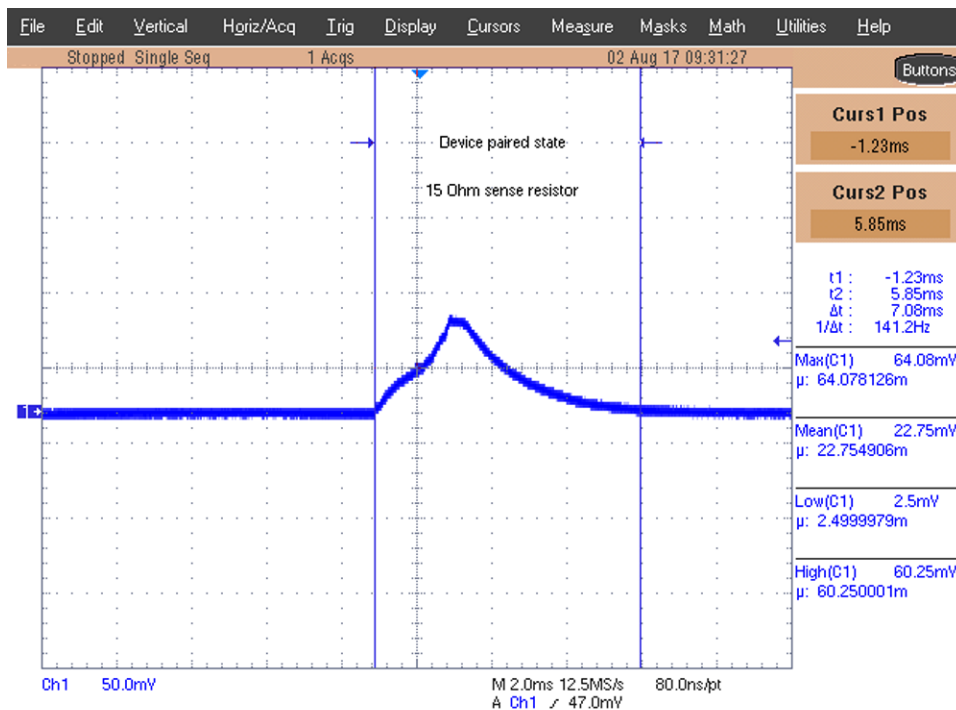 File Edit Vertical Horiz/Acq Trig Display Cursors Measure Masks Math Utilities Help
Stopped Single Seq 1 Acqs 02 Aug 17 09:31:27
Buttons
Curs1 Pos
-1.23ms
Curs2 Pos
5.85ms
Device paired state
15 Ohm sense resistor
t1 : -1.23ms
t2 : 5.85ms
Δt : 7.08ms
1/Δt : 141.2Hz
Max(C1) 64.08mV
µ: 64.078126m
1
Mean(C1) 22.75mV
µ: 22.754906m
Low(C1) 2.5mV
µ: 2.4999979m
High(C1) 60.25mV
µ: 60.250001m
Ch1 50.0mV M 2.0ms 12.5MS/s 80.0ns/pt
A Ch1 / 47.0mV